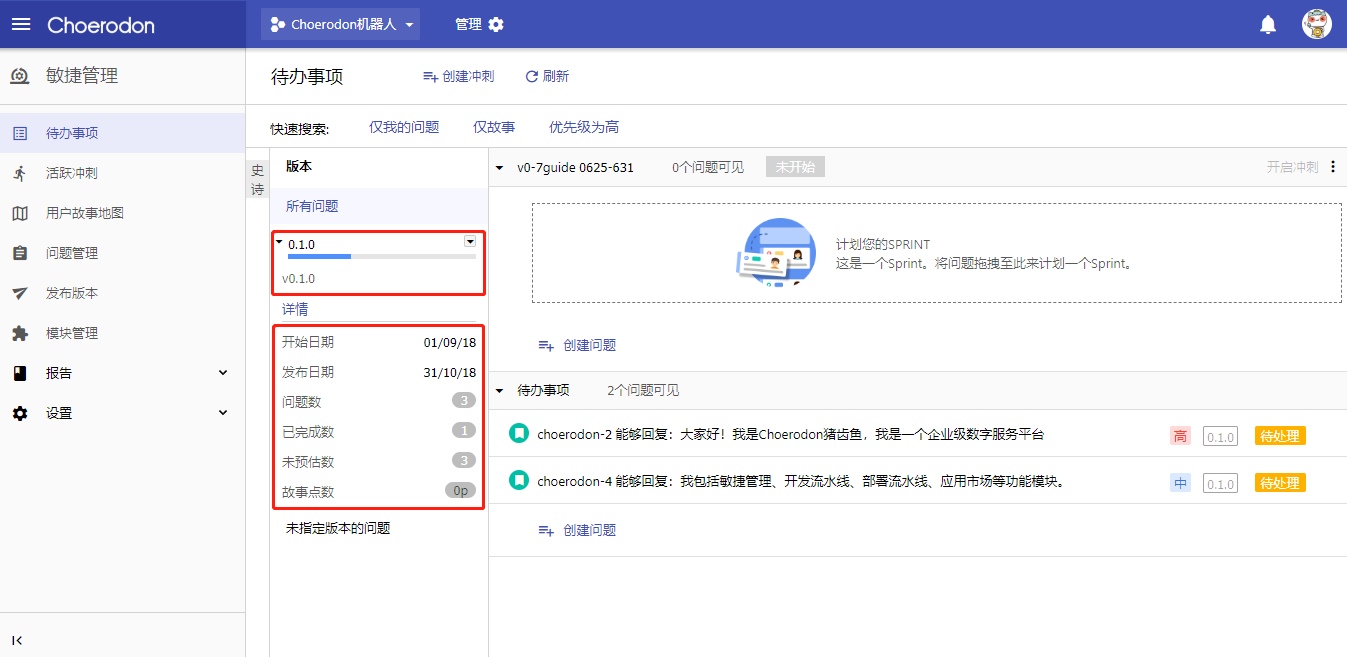 Choerodon
Choerodon机器人
管理
敏捷管理
待办事项
活跃冲刺
用户故事地图
问题管理
发布版本
模块管理
报告
设置
待办事项
创建冲刺
刷新
快速搜索:
仅我的问题
仅故事
优先级为高
史诗
版本
所有问题
0.1.0
v0.1.0
详情
开始日期 01/09/18
发布日期 31/10/18
问题数 3
已完成数 1
未预估数 3
故事点数 0p
未指定版本的问题
v0-7guide 0625-631 0个问题可见 未开始 开启冲刺
计划您的SPRINT
这是一个Sprint。将问题拖拽至此来计划一个Sprint。
创建问题
待办事项 2个问题可见
choerodon-2 能够回复：大家好！我是Choerodon猪齿鱼，我是一个企业级数字服务平台 高 0.1.0 待处理
choerodon-4 能够回复：我包括敏捷管理、开发流水线、部署流水线、应用市场等功能模块。 中 0.1.0 待处理
创建问题